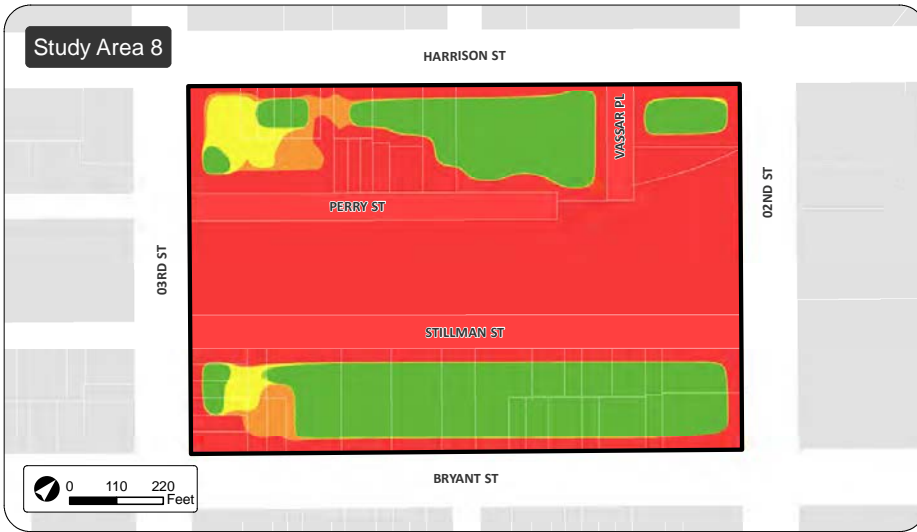 Study Area 8
HARRISON ST
VASSAR PL
02ND ST
PERRY ST
03RD ST
STILLMAN ST
BRYANT ST
0 110 220
Feet